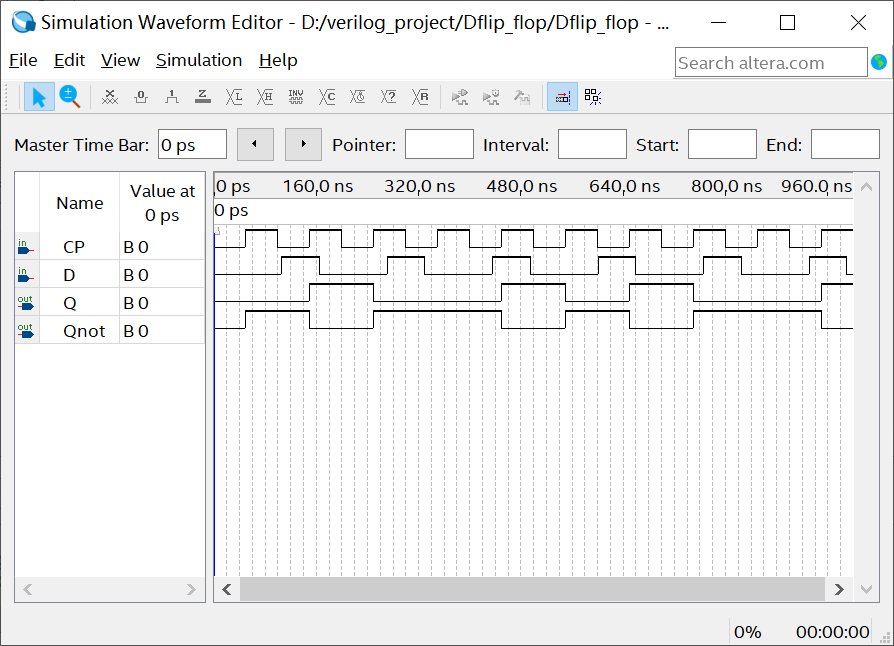 Simulation Waveform Editor - D:/verilog_project/Dflip_flop/Dflip_flop - ...
File Edit View Simulation Help
Search altera.com
Master Time Bar: 0 ps Pointer: Interval: Start: End:
Name
Value at
0 ps
0 ps 160,0 ns 320,0 ns 480,0 ns 640,0 ns 800,0 ns 960.0 ns
0 ps
in CP B 0
in D B 0
out Q B 0
out Qnot B 0
0% 00:00:00